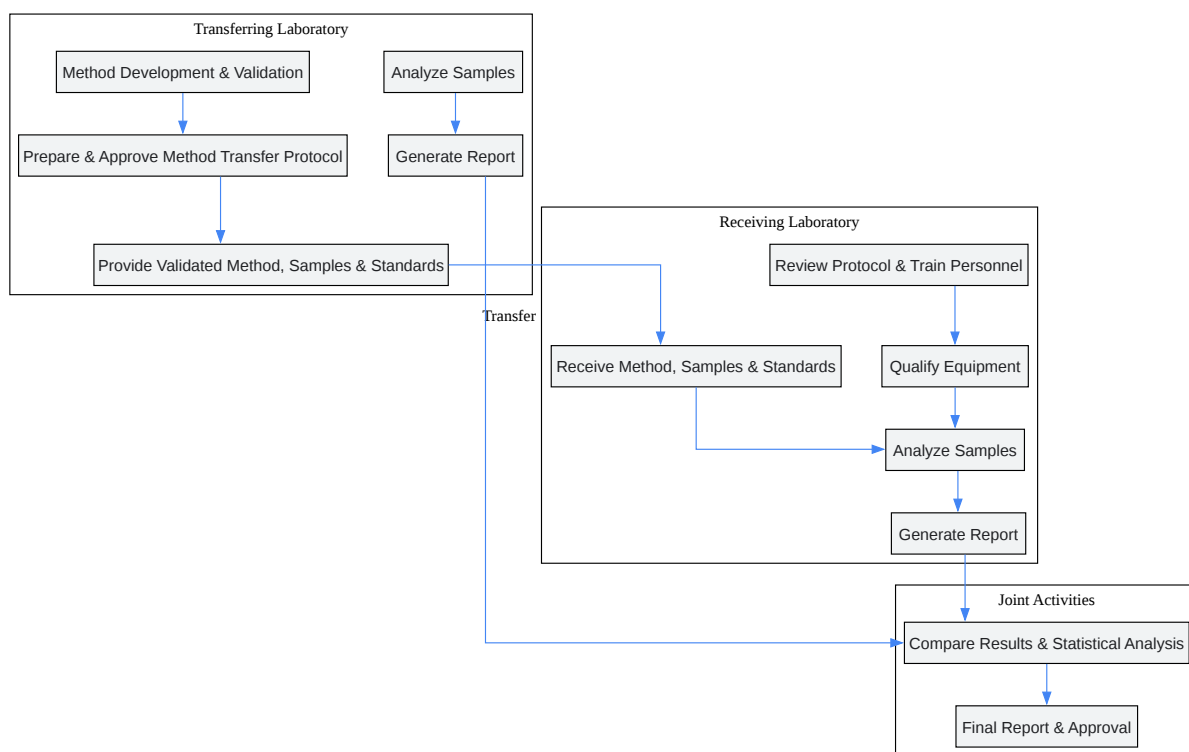 Transferring Laboratory
Method Development & Validation
Analyze Samples
Prepare & Approve Method Transfer Protocol
Generate Report
Provide Validated Method, Samples & Standards
Transfer
Receiving Laboratory
Review Protocol & Train Personnel
Receive Method, Samples & Standards
Qualify Equipment
Analyze Samples
Generate Report
Joint Activities
Compare Results & Statistical Analysis
Final Report & Approval